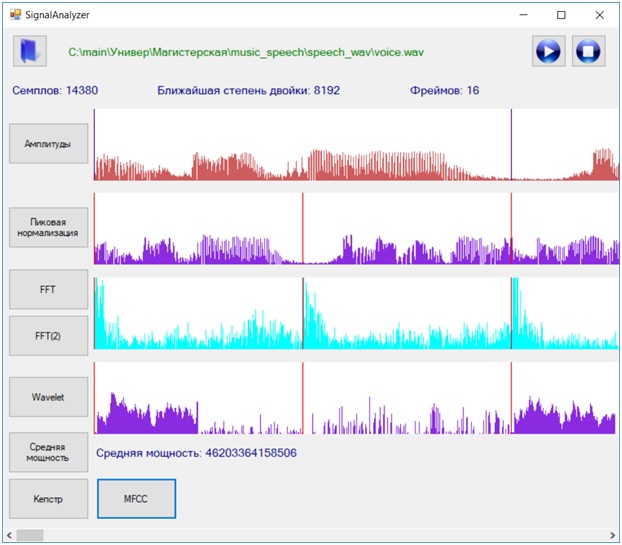 SignalAnalyzer
C:\main\Универ\Магистерская\music_speech\speech_wav\voice.wav
Семплов: 14380 Ближайшая степень двойки: 8192 Фреймов: 16
Амплитуды
Пиковая
нормализация
FFT
FFT(2)
Wavelet
Средняя
мощность
Средняя мощность: 46203364158506
Кепстр MFCC